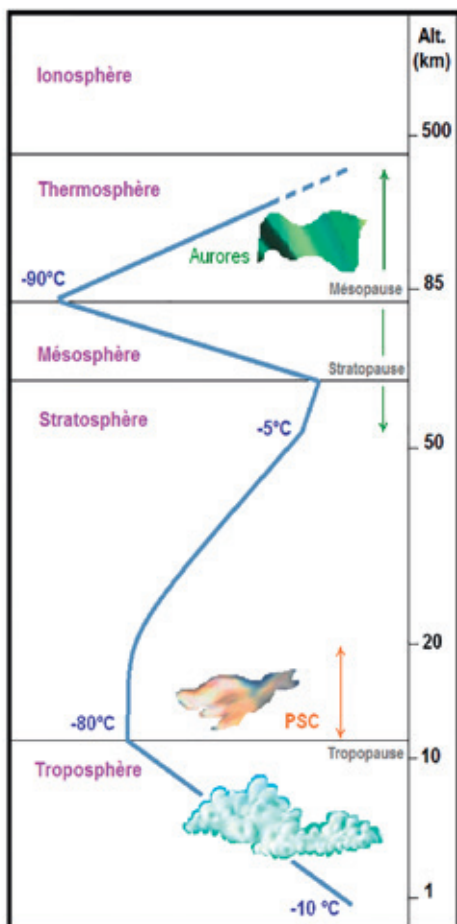 Alt.
(km)
Ionosphère
500
Thermosphère
Aurores
-90°C
85
Mésopause
Mésosphère
Stratopause
Stratosphère
-5°C
50
20
PSC
-80°C
Tropopause
10
Troposphère
-10 °C
1